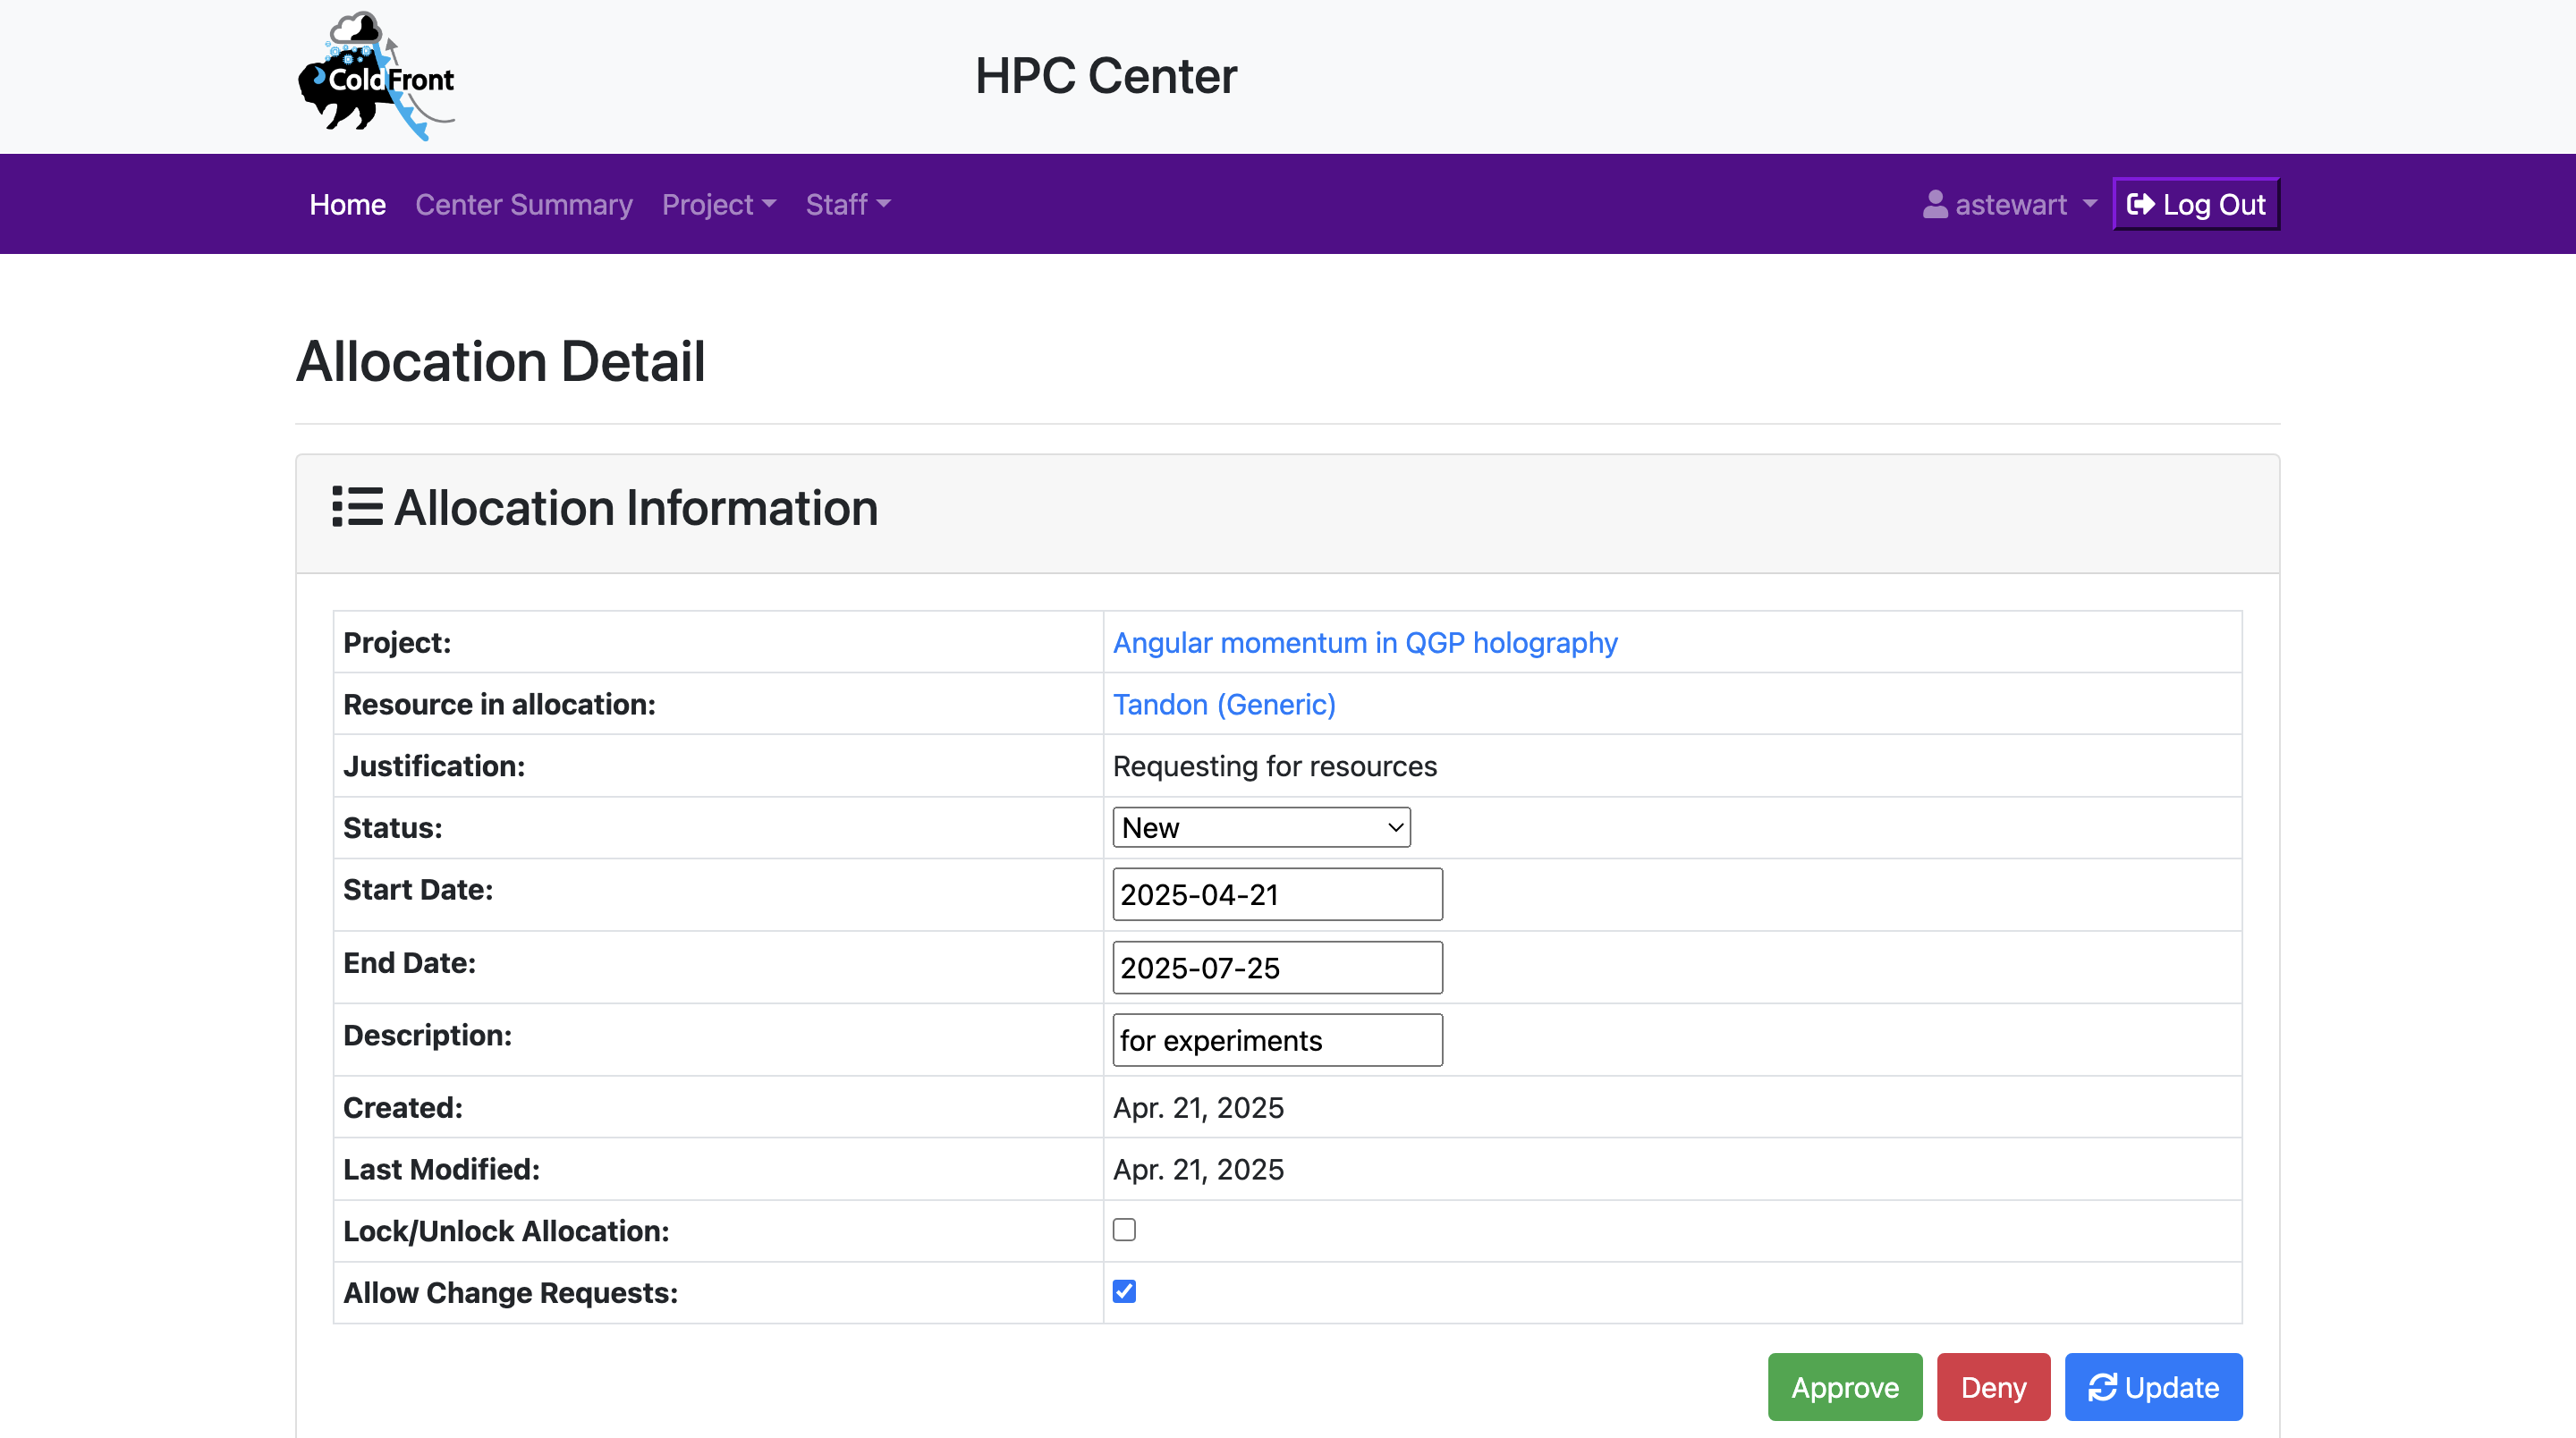 ColdFront
HPC Center
Home Center Summary Project Staff astewart Log Out
Allocation Detail
Allocation Information
Project: Angular momentum in QGP holography
Resource in allocation: Tandon (Generic)
Justification: Requesting for resources
Status: New
Start Date: 2025-04-21
End Date: 2025-07-25
Description: for experiments
Created: Apr. 21, 2025
Last Modified: Apr. 21, 2025
Lock/Unlock Allocation:
Allow Change Requests:
Approve Deny Update